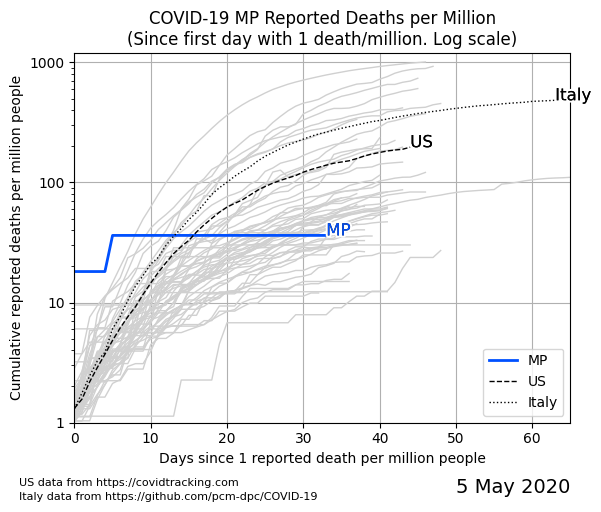 COVID-19 MP Reported Deaths per Million
(Since first day with 1 death/million. Log scale)
Cumulative reported deaths per million people
1000
100
10
1
Italy
US
MP
MP
US
Italy
0 10 20 30 40 50 60
Days since 1 reported death per million people
US data from https://covidtracking.com
Italy data from https://github.com/pcm-dpc/COVID-19
5 May 2020